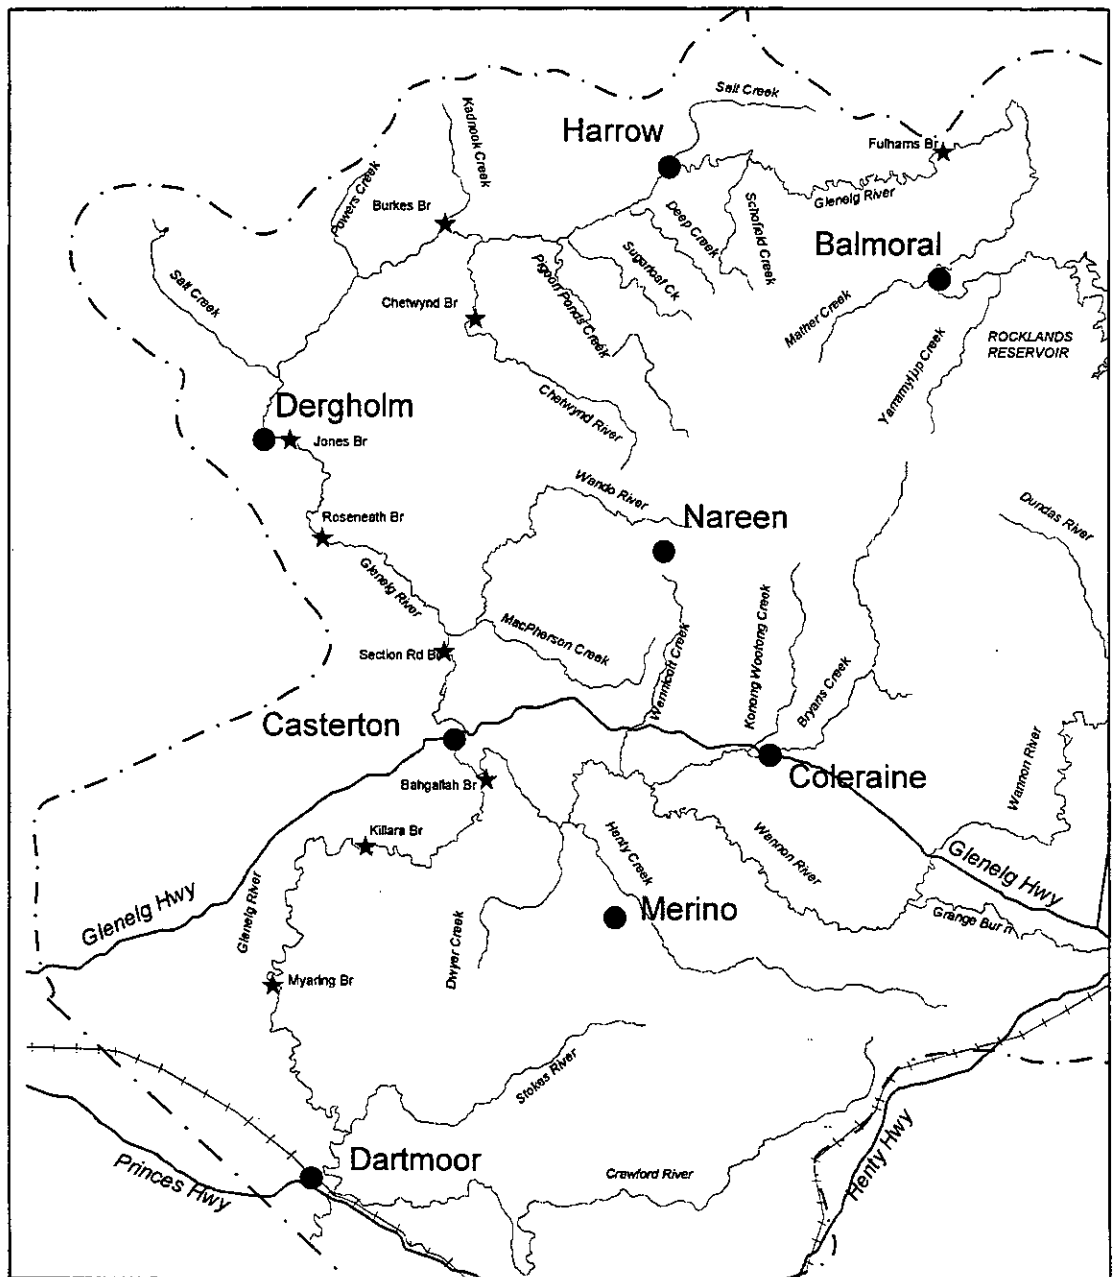 Salt Creek
Kadnook Creek
Harrow
Fulhams Br
Powers Creek
Burkes Br
Glenelg River
Deep Creek
Schofield Creek
Sugarloaf Ck
Balmoral
Pigeon Ponds Creek
Salt Creek
Chetwynd Br
Mather Creek
ROCKLANDS
RESERVOIR
Yarramyljup Creek
Chetwynd River
Dergholm
Jones Br
Wando River
Nareen
Dundas River
Roseneath Br
Glenelg River
MacPherson Creek
Section Rd Br
Wennicott Creek
Konong Wootong Creek
Bryans Creek
Casterton
Coleraine
Wannon River
Bahgallah Br
Killara Br
Henty Creek
Wannon River
Glenelg Hwy
Glenelg Hwy
Glenelg River
Merino
Grange Burn
Dwyer Creek
Myaring Br
Stokes River
Dartmoor
Princes Hwy
Crawford River
Henty Hwy